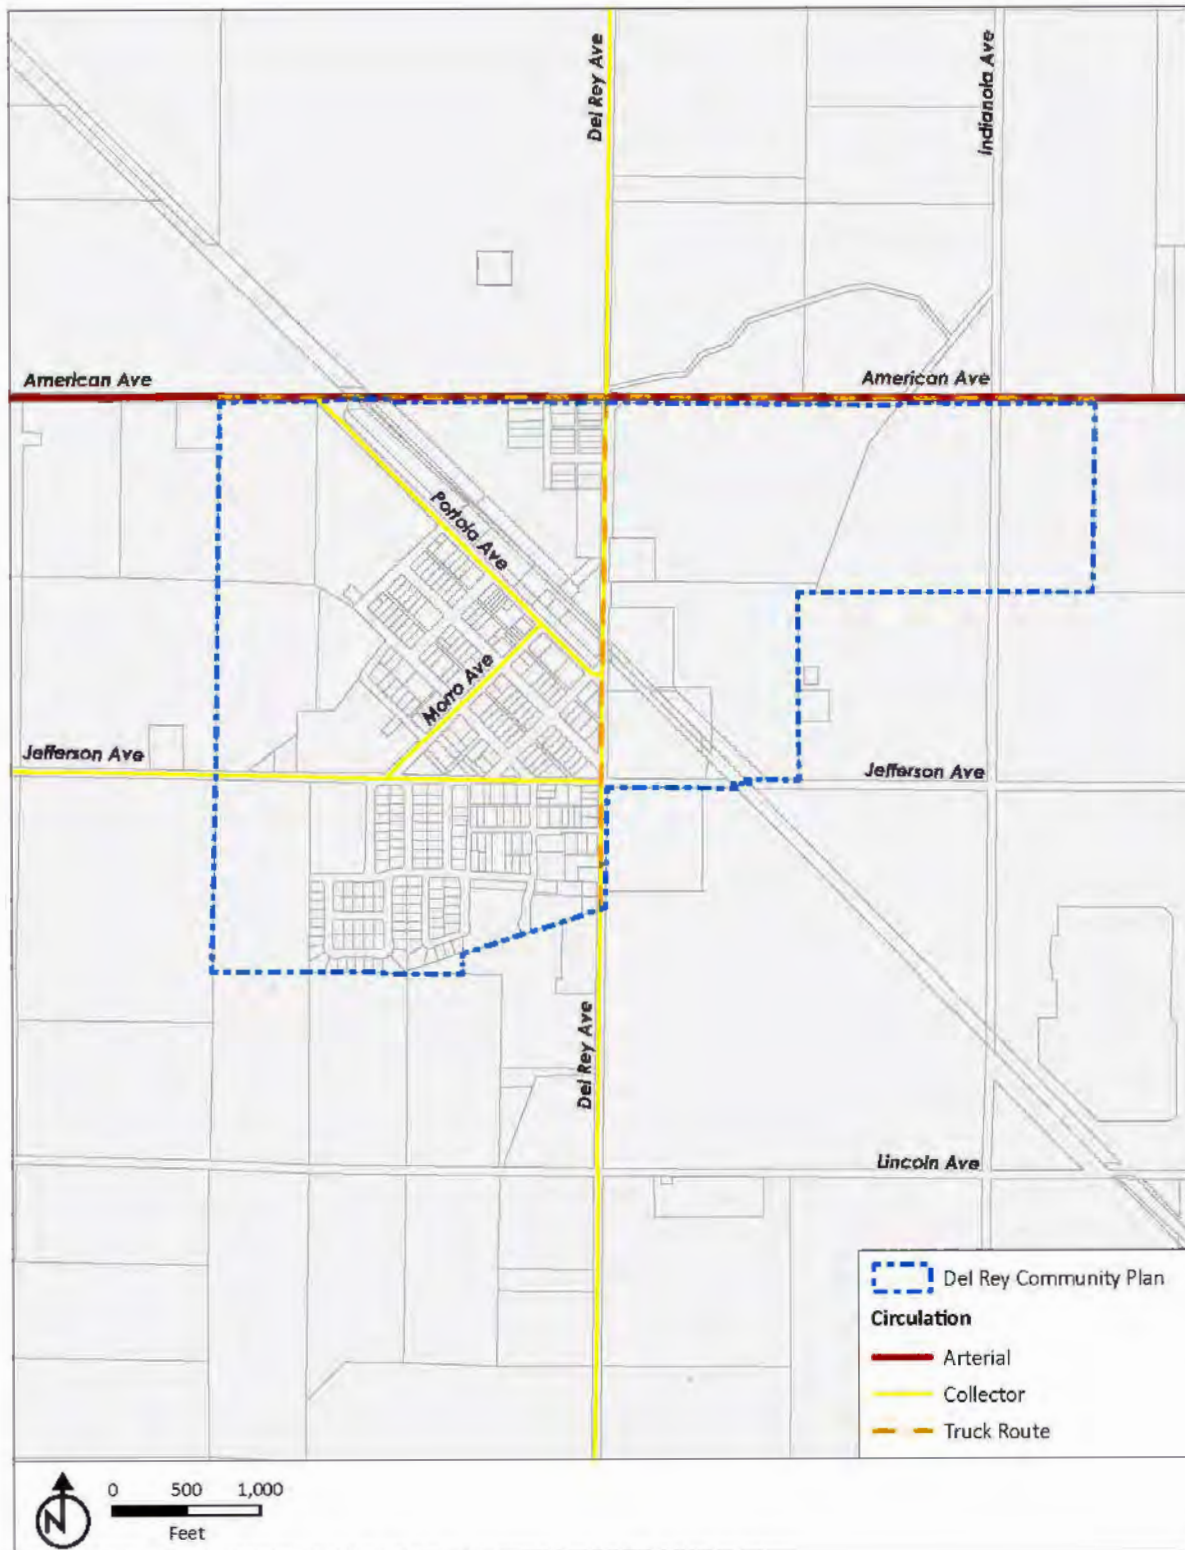 Del Rey Ave
Indianola Ave
American Ave
American Ave
Portola Ave
Morro Ave
Jefferson Ave
Jefferson Ave
Del Rey Ave
Lincoln Ave
Del Rey Community Plan
Circulation
Arterial
Collector
Truck Route
N
0 500 1,000
Feet